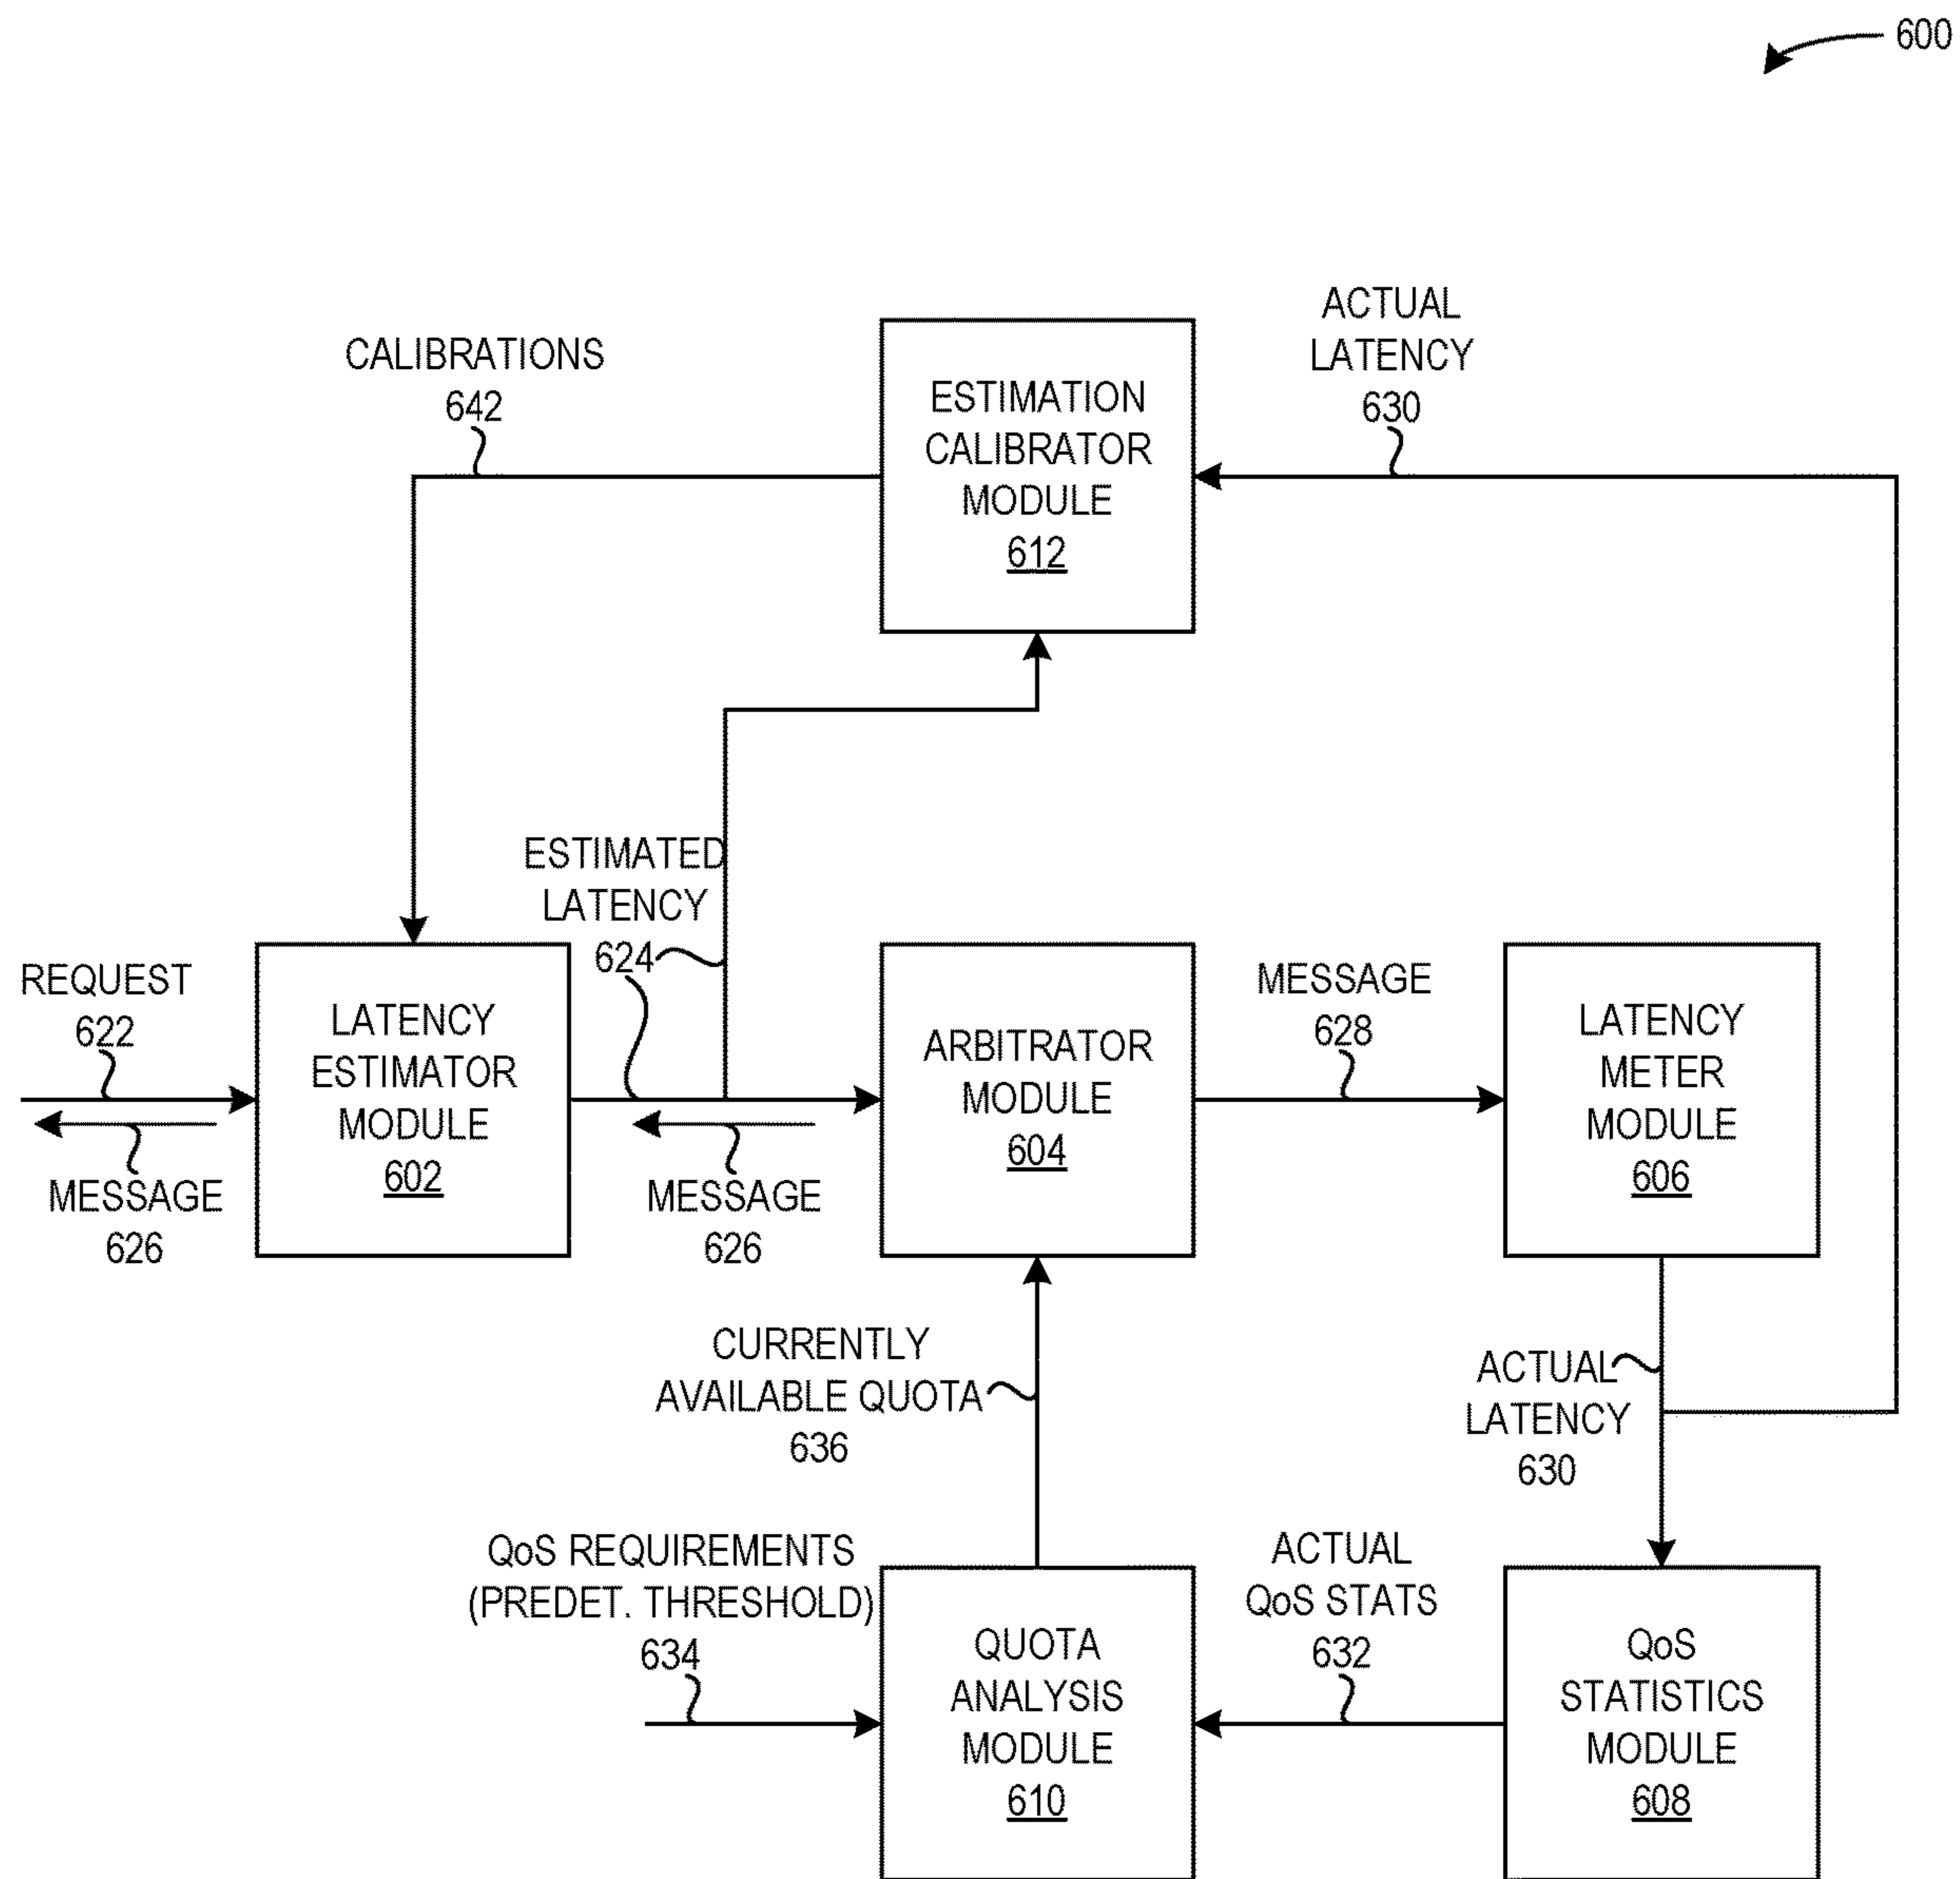 600
CALIBRATIONS
642
ESTIMATION
CALIBRATOR
MODULE
612
ACTUAL
LATENCY
630
ESTIMATED
LATENCY
624
REQUEST
622
MESSAGE
626
LATENCY
ESTIMATOR
MODULE
602
MESSAGE
626
ARBITRATOR
MODULE
604
MESSAGE
628
LATENCY
METER
MODULE
606
CURRENTLY
AVAILABLE QUOTA
636
ACTUAL
LATENCY
630
QoS REQUIREMENTS
(PREDET. THRESHOLD)
634
QUOTA
ANALYSIS
MODULE
610
ACTUAL
QoS STATS
632
QoS
STATISTICS
MODULE
608